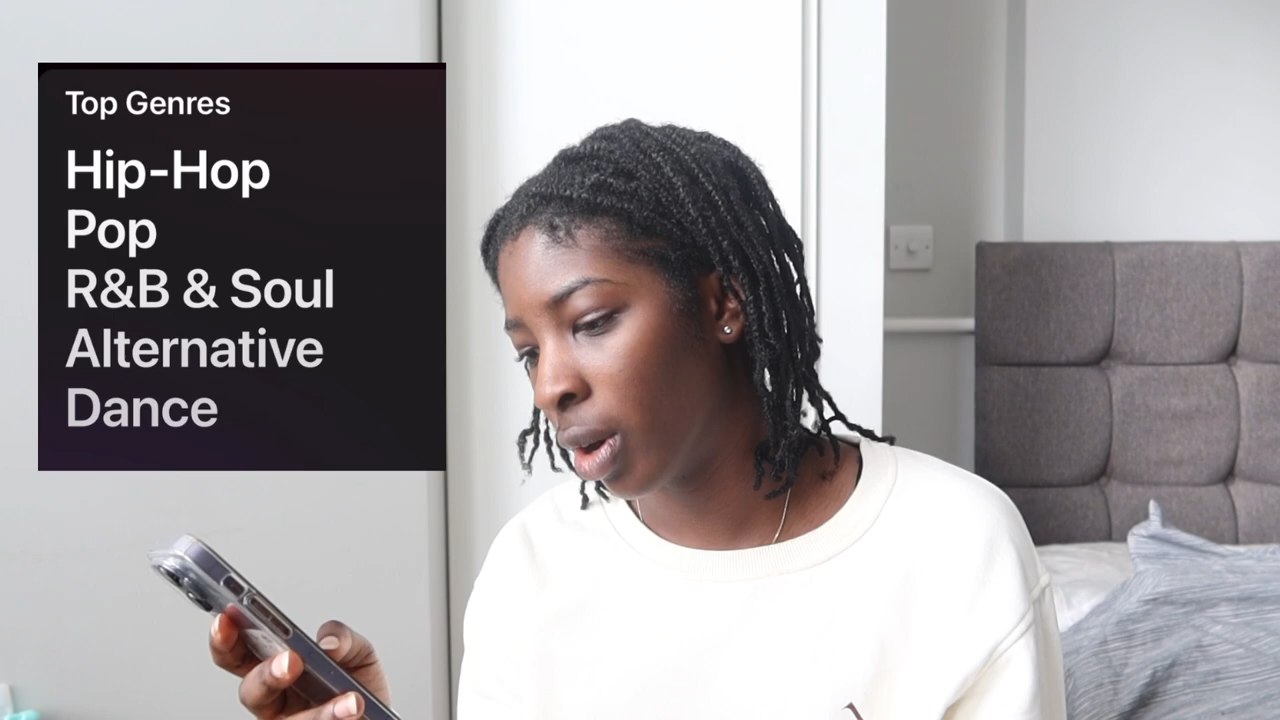 Top Genres
Hip-Hop
Pop
R&B & Soul
Alternative
Dance